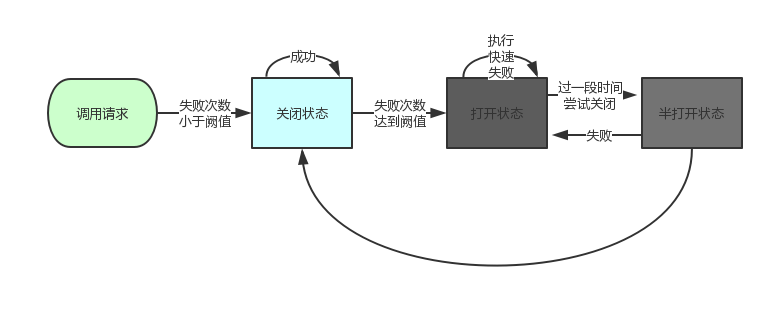 调用请求
失败次数
小于阙值
成功
关闭状态
失败次数
达到阙值
执行
快速
失败
打开状态
过一段时间
尝试关闭
失败
半打开状态